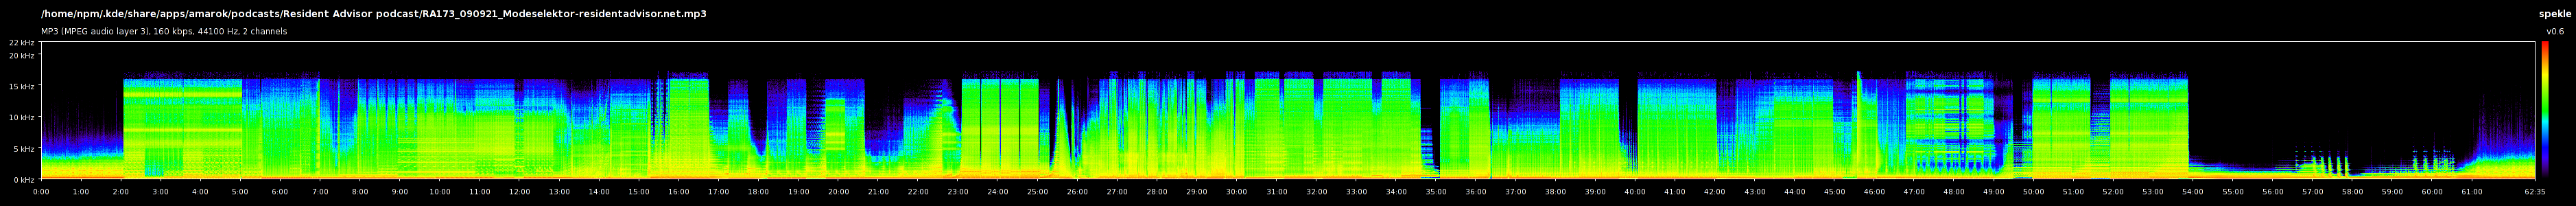 /home/npm/.kde/share/apps/amarok/podcasts/Resident Advisor podcast/RA173_090921_Modeselektor-residentadvisor.net.mp3
spekle
MP3 (MPEG audio layer 3), 160 kbps, 44100 Hz, 2 channels
v0.6
22 kHz
20 kHz
15 kHz
10 kHz
5 kHz
0 kHz
0:00 1:00 2:00 3:00 4:00 5:00 6:00 7:00 8:00 9:00 10:00 11:00 12:00 13:00 14:00 15:00 16:00 17:00 18:00 19:00 20:00 21:00 22:00 23:00 24:00 25:00 26:00 27:00 28:00 29:00 30:00 31:00 32:00 33:00 34:00 35:00 36:00 37:00 38:00 39:00 40:00 41:00 42:00 43:00 44:00 45:00 46:00 47:00 48:00 49:00 50:00 51:00 52:00 53:00 54:00 55:00 56:00 57:00 58:00 59:00 60:00 61:00 62:35